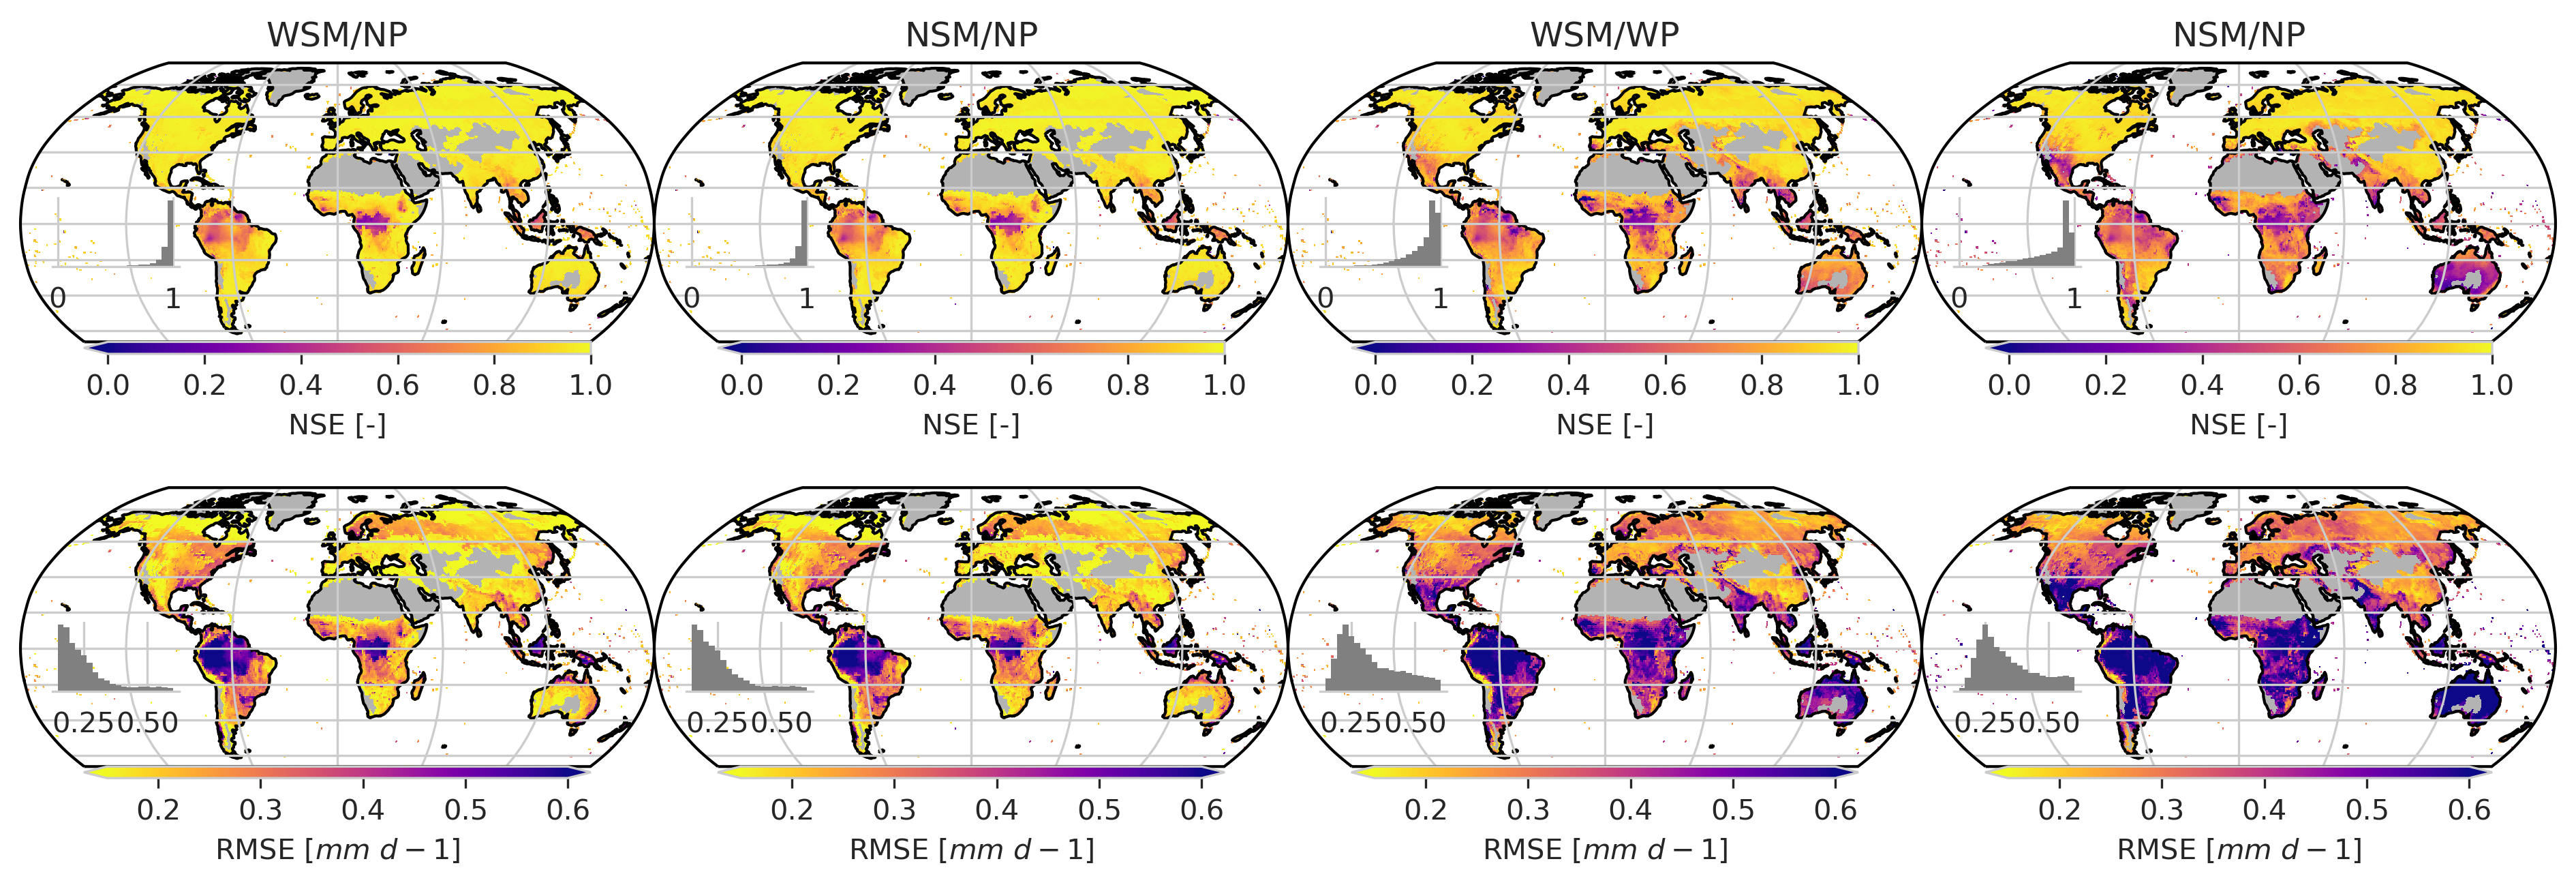 WSM/NP NSM/NP WSM/WP NSM/NP
0 1 0 1 0 1 0 1
0.0 0.2 0.4 0.6 0.8 1.0 0.0 0.2 0.4 0.6 0.8 1.0 0.0 0.2 0.4 0.6 0.8 1.0 0.0 0.2 0.4 0.6 0.8 1.0
NSE [-] NSE [-] NSE [-] NSE [-]
0.250.50 0.250.50 0.250.50 0.250.50
0.2 0.3 0.4 0.5 0.6 0.2 0.3 0.4 0.5 0.6 0.2 0.3 0.4 0.5 0.6 0.2 0.3 0.4 0.5 0.6
RMSE [mm d − 1] RMSE [mm d − 1] RMSE [mm d − 1] RMSE [mm d − 1]